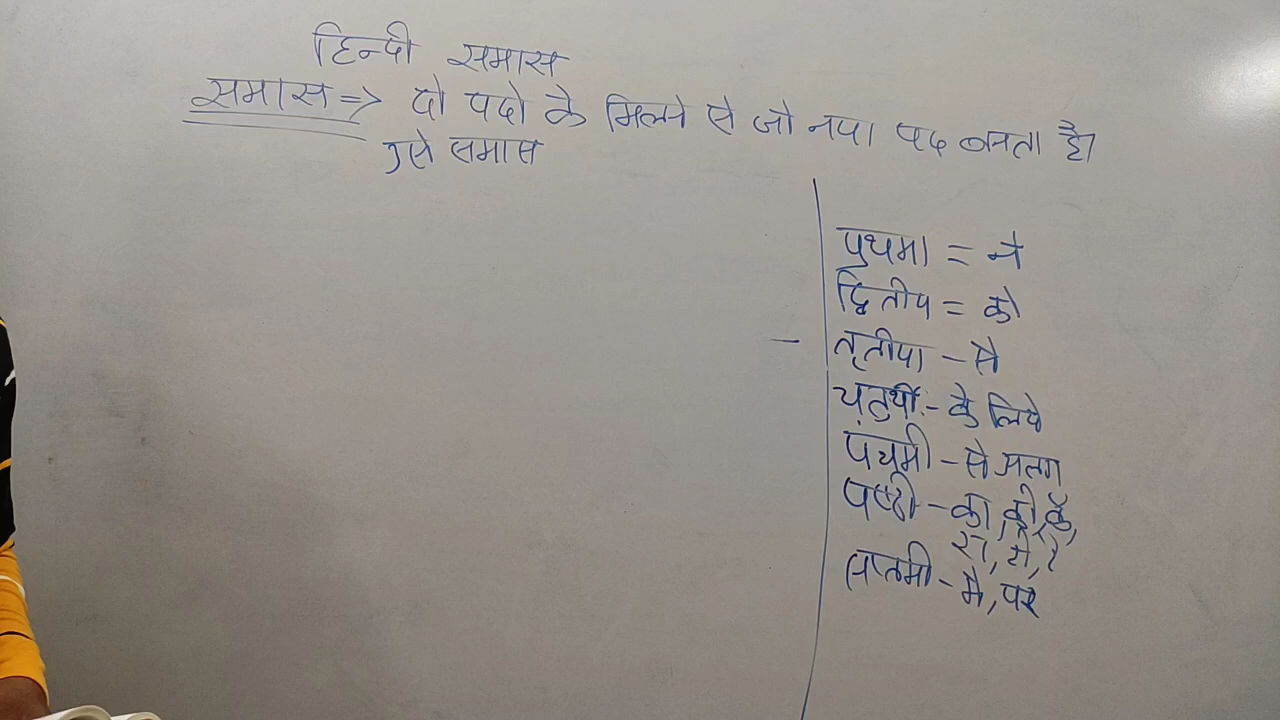 हिन्दी समास
समास => दो पदो के मिलने से जो नया पद बनता है।
उसे समास
प्रथमा = ने
द्वितीय = को
तृतीया - से
चतुर्थी:- के लिये
पंचमी - से अलग
षष्ठी - का, की, के,
रा, री, रे
सप्तमी - मे, पर